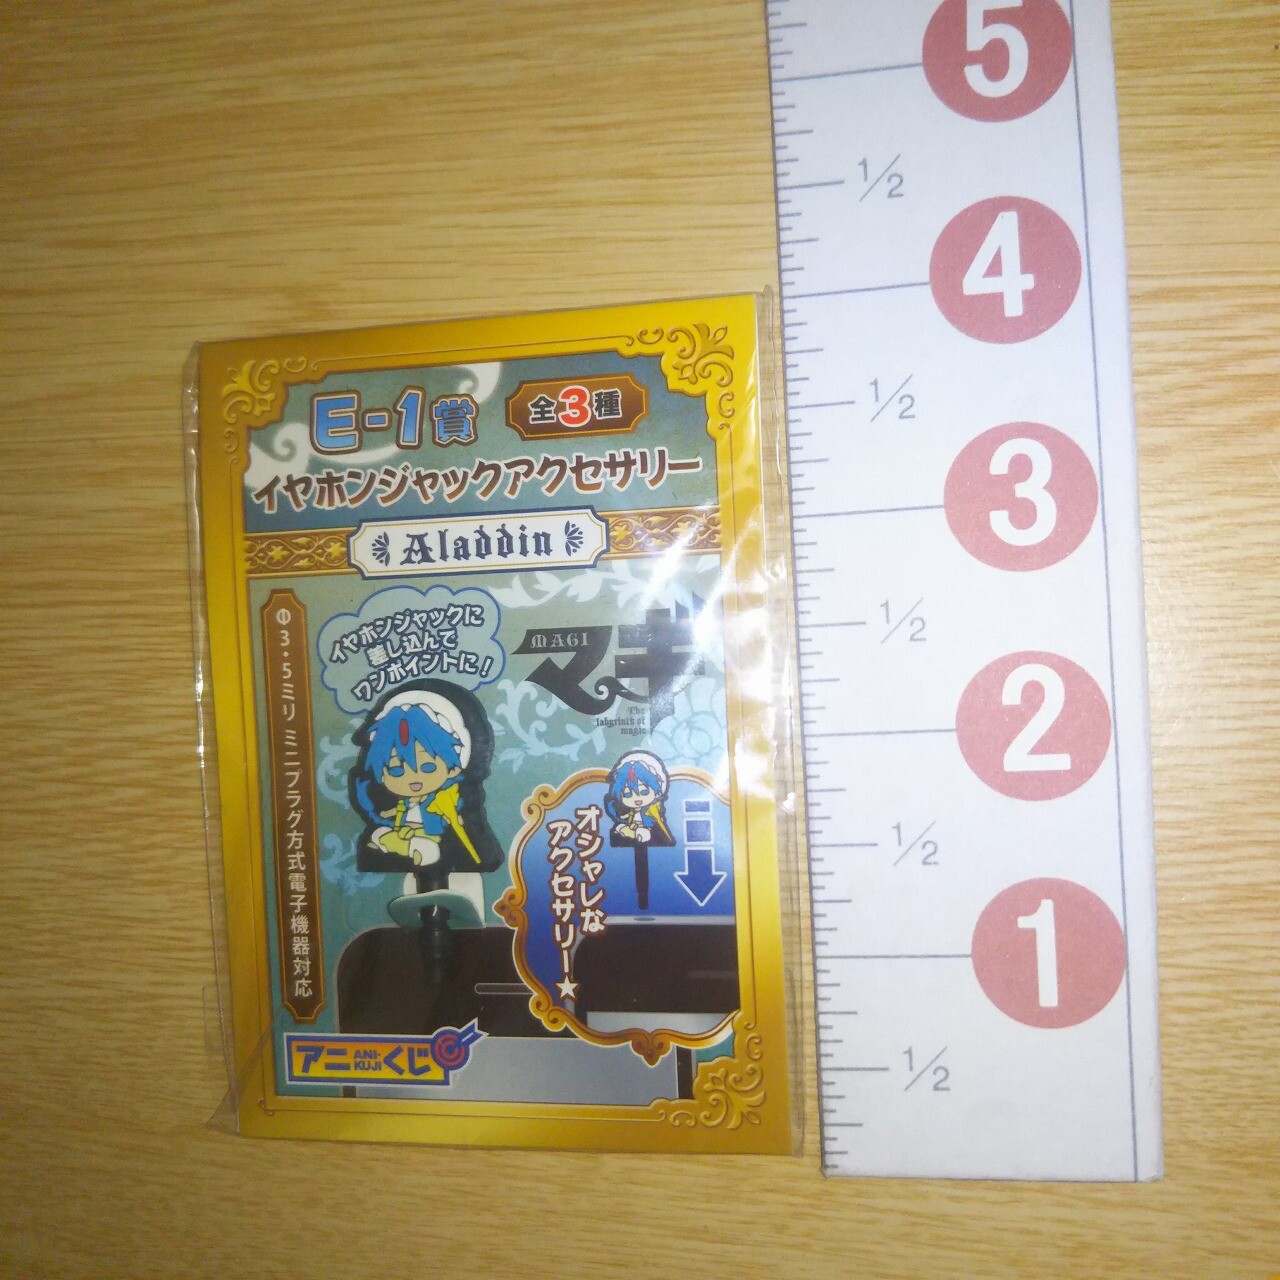 E-1賞
全3種
イヤホンジャックアクセサリー
Aladdin
Φ3.5ミリミニプラグ方式電子機器対応
イヤホンジャックに
差し込んで
ワンポイントに!
MAGI
マギ
The
labyrinth of
magic
オシャレな
アクセサリー★
アニくじ
ANI-
KUJI
5
1/2
4
1/2
3
1/2
2
1/2
1
1/2